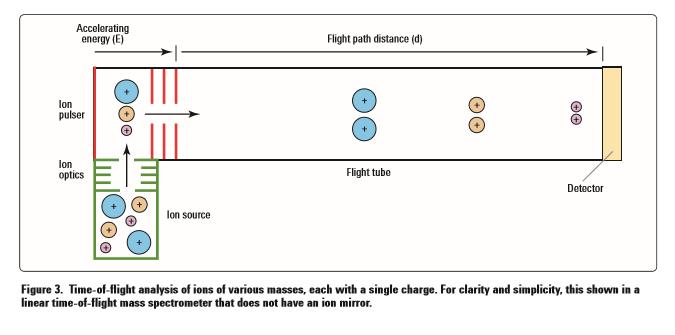 Accelerating
energy (E)
Flight path distance (d)
Ion
pulser
+
+
+
+
+
+
+
+
+
Ion
optics
Flight tube
Detector
Ion source
+
+
+
+
+
+
Figure 3. Time-of-flight analysis of ions of various masses, each with a single charge. For clarity and simplicity, this shown in a
linear time-of-flight mass spectrometer that does not have an ion mirror.